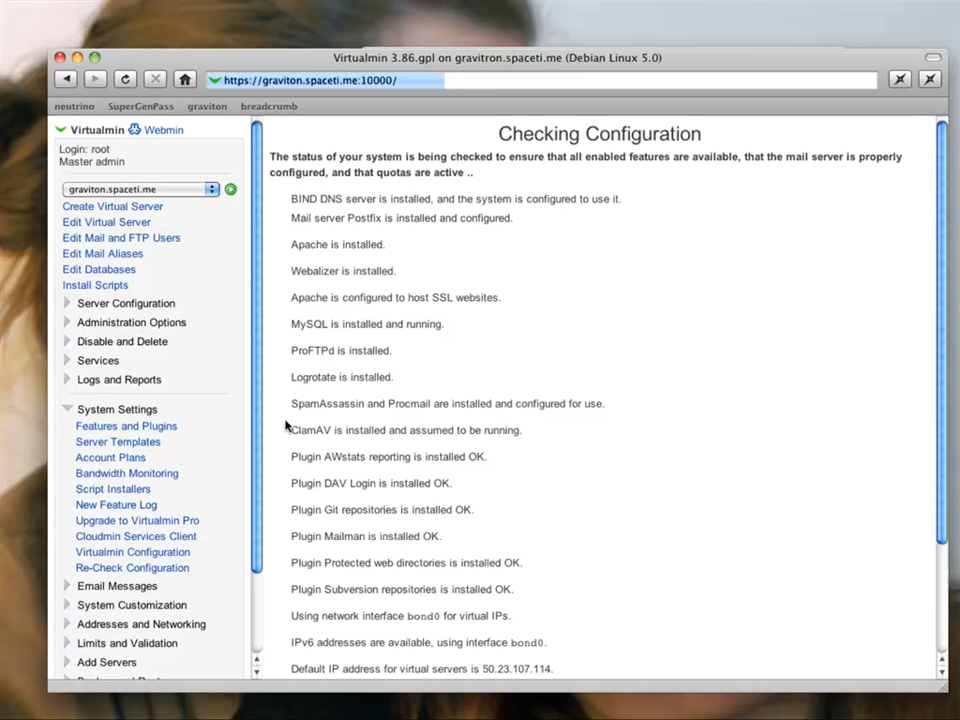 Virtualmin 3.86.gpl on gravitron.spaceti.me (Debian Linux 5.0)
https://graviton.spaceti.me:10000/
neutrino SuperGenPass graviton breadcrumb
Virtualmin Webmin
Login: root
Master admin
graviton.spaceti.me
Create Virtual Server
Edit Virtual Server
Edit Mail and FTP Users
Edit Mail Aliases
Edit Databases
Install Scripts
Server Configuration
Administration Options
Disable and Delete
Services
Logs and Reports
System Settings
Features and Plugins
Server Templates
Account Plans
Bandwidth Monitoring
Script Installers
New Feature Log
Upgrade to Virtualmin Pro
Cloudmin Services Client
Virtualmin Configuration
Re-Check Configuration
Email Messages
System Customization
Addresses and Networking
Limits and Validation
Add Servers
Checking Configuration
The status of your system is being checked to ensure that all enabled features are available, that the mail server is properly
configured, and that quotas are active ..
BIND DNS server is installed, and the system is configured to use it.
Mail server Postfix is installed and configured.
Apache is installed.
Webalizer is installed.
Apache is configured to host SSL websites.
MySQL is installed and running.
ProFTPd is installed.
Logrotate is installed.
SpamAssassin and Procmail are installed and configured for use.
ClamAV is installed and assumed to be running.
Plugin AWstats reporting is installed OK.
Plugin DAV Login is installed OK.
Plugin Git repositories is installed OK.
Plugin Mailman is installed OK.
Plugin Protected web directories is installed OK.
Plugin Subversion repositories is installed OK.
Using network interface bond0 for virtual IPs.
IPv6 addresses are available, using interface bond0.
Default IP address for virtual servers is 50.23.107.114.